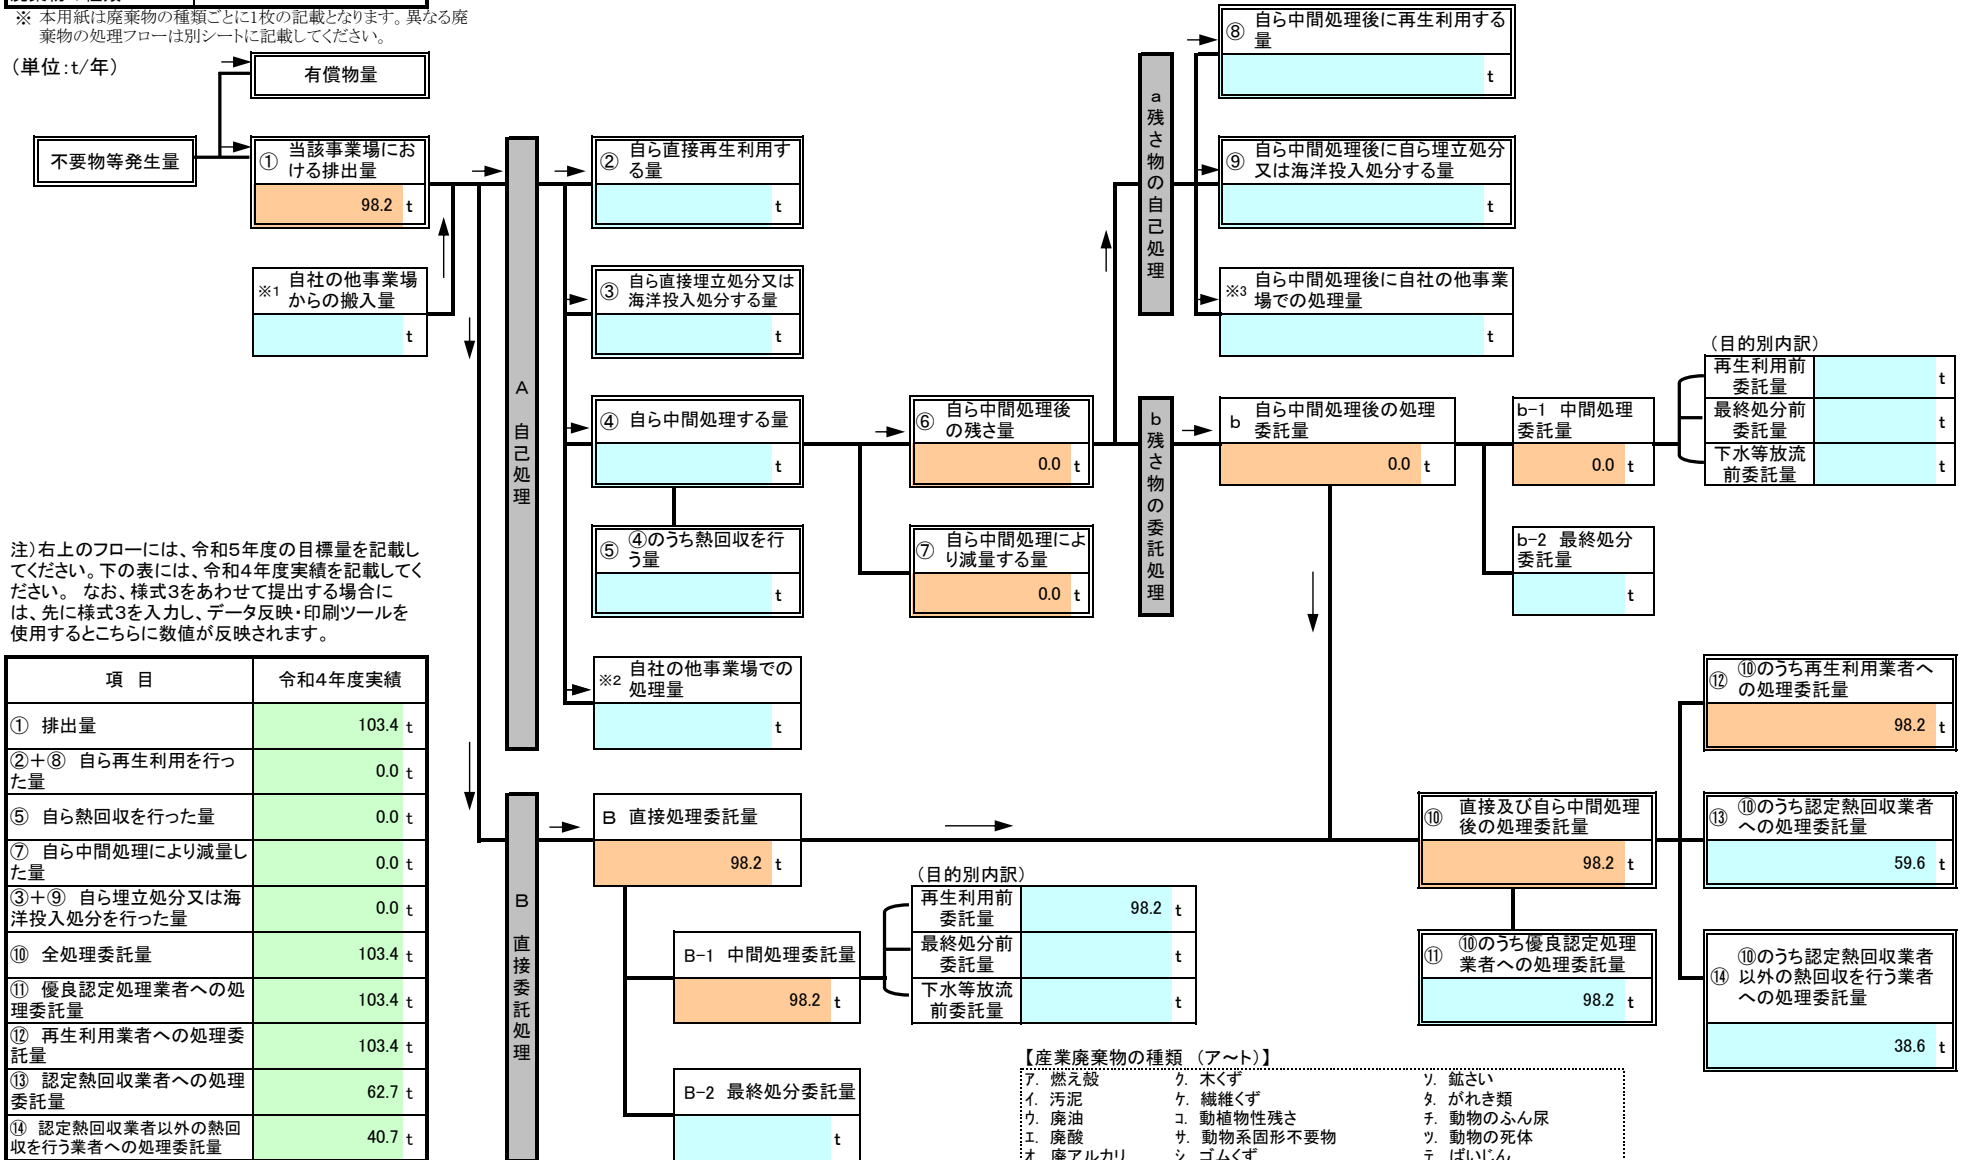 ※ 本用紙は廃棄物の種類ごとに1枚の記載となります。異なる廃
棄物の処理フローは別シートに記載してください。
(単位:t/年)
有償物量
不要物等発生量
① 当該事業場にお
ける排出量
98.2 t
※1 自社の他事業場
からの搬入量
t
A 自己処理
② 自ら直接再生利用す
る量
t
③ 自ら直接埋立処分又は
海洋投入処分する量
t
④ 自ら中間処理する量
t
⑤ ④のうち熱回収を行
う量
t
※2 自社の他事業場での
処理量
t
⑥ 自ら中間処理後
の残さ量
0.0 t
⑦ 自ら中間処理によ
り減量する量
0.0 t
a 残さ物の自己処理
⑧ 自ら中間処理後に再生利用する
量
t
⑨ 自ら中間処理後に自ら埋立処分
又は海洋投入処分する量
t
※3 自ら中間処理後に自社の他事業
場での処理量
t
b 残さ物の委託処理
b 自ら中間処理後の処理
委託量
0.0 t
b-1 中間処理
委託量
0.0 t
b-2 最終処分
委託量
t
(目的別内訳)
再生利用前
委託量
t
最終処分前
委託量
t
下水等放流
前委託量
t
注)右上のフローには、令和5年度の目標量を記載し
てください。下の表には、令和4年度実績を記載してく
ださい。 なお、様式3をあわせて提出する場合に
は、先に様式3を入力し、データ反映・印刷ツールを
使用するとこちらに数値が反映されます。
項 目 令和4年度実績
① 排出量 103.4 t
②+⑧ 自ら再生利用を行っ
た量 0.0 t
⑤ 自ら熱回収を行った量 0.0 t
⑦ 自ら中間処理により減量し
た量 0.0 t
③+⑨ 自ら埋立処分又は海
洋投入処分を行った量 0.0 t
⑩ 全処理委託量 103.4 t
⑪ 優良認定処理業者への処
理委託量 103.4 t
⑫ 再生利用業者への処理委
託量 103.4 t
⑬ 認定熱回収業者への処理
委託量 62.7 t
⑭ 認定熱回収業者以外の熱回
収を行う業者への処理委託量 40.7 t
B 直接委託処理
B 直接処理委託量
98.2 t
B-1 中間処理委託量
98.2 t
B-2 最終処分委託量
t
(目的別内訳)
再生利用前
委託量
98.2 t
最終処分前
委託量
t
下水等放流
前委託量
t
⑩ 直接及び自ら中間処理
後の処理委託量
98.2 t
⑪ ⑩のうち優良認定処理
業者への処理委託量
98.2 t
⑫ ⑩のうち再生利用業者へ
の処理委託量
98.2 t
⑬ ⑩のうち認定熱回収業者
への処理委託量
59.6 t
⑭ ⑩のうち認定熱回収業者
以外の熱回収を行う業者
への処理委託量
38.6 t
【産業廃棄物の種類 (ア~ト)】
ア. 燃え殻 ク. 木くず ソ. 鉱さい
イ. 汚泥 ケ. 繊維くず タ. がれき類
ウ. 廃油 コ. 動植物性残さ チ. 動物のふん尿
エ. 廃酸 サ. 動物系固形不要物 ツ. 動物の死体
オ. 廃アルカリ シ. ゴムくず テ. ばいじん